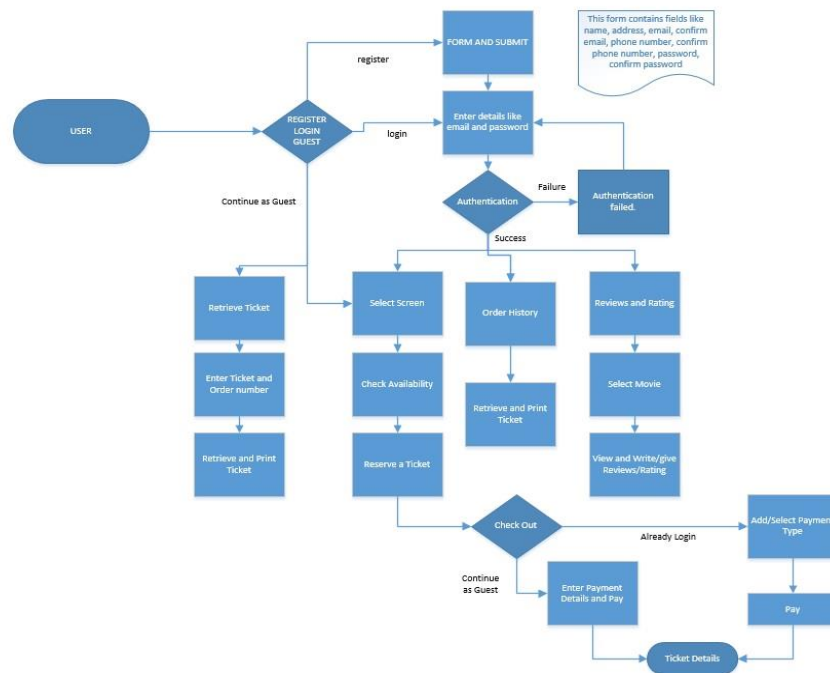 This form contains fields like
name, address, email, confirm
email, phone number, confirm
phone number, password,
confirm password
FORM AND SUBMIT
register
USER
REGISTER
LOGIN
GUEST
login
Enter details like
email and password
Continue as Guest
Authentication
Failure
Authentication
failed.
Success
Retrieve Ticket
Select Screen
Order History
Reviews and Rating
Enter Ticket and
Order number
Check Availability
Select Movie
Retrieve and Print
Ticket
Retrieve and Print
Ticket
Reserve a Ticket
View and Write/give
Reviews/Rating
Check Out
Already Login
Add/Select Payment
Type
Continue
as Guest
Enter Payment
Details and Pay
Pay
Ticket Details